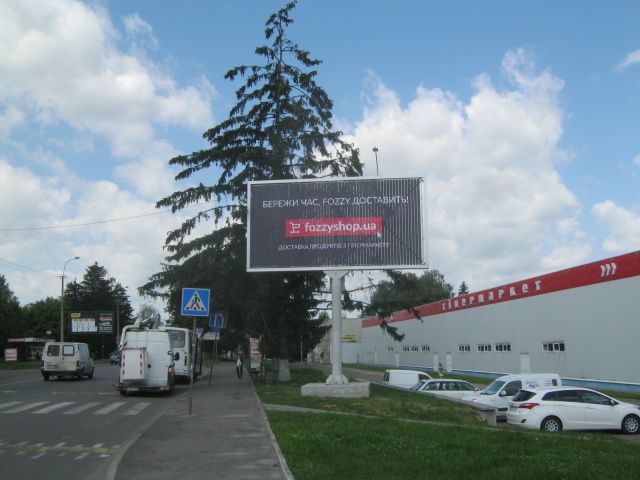 БЕРЕЖИ ЧАС, FOZZY ДОСТАВИТЬ!
fozzyshop.ua
ДОСТАВКА ПРОДУКТІВ З ГІПЕРМАРКЕТУ
гіпермаркет